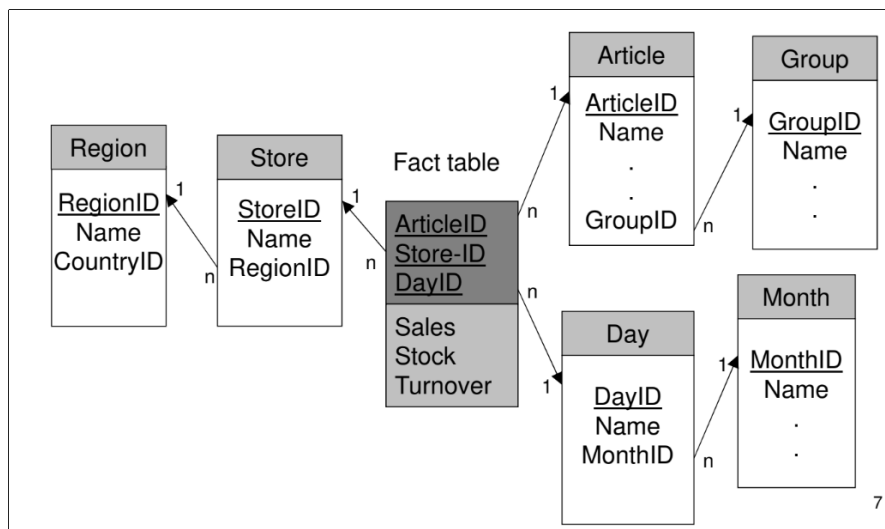 Region
1
RegionID
Name
CountryID
n
Store
1
StoreID
Name
RegionID
n
Fact table
ArticleID
Store-ID
DayID
n
n
Sales
Stock
Turnover
Article
1
ArticleID
Name
.
.
GroupID
n
Group
1
GroupID
Name
.
.
Day
1
DayID
Name
MonthID
n
Month
1
MonthID
Name
.
.
7